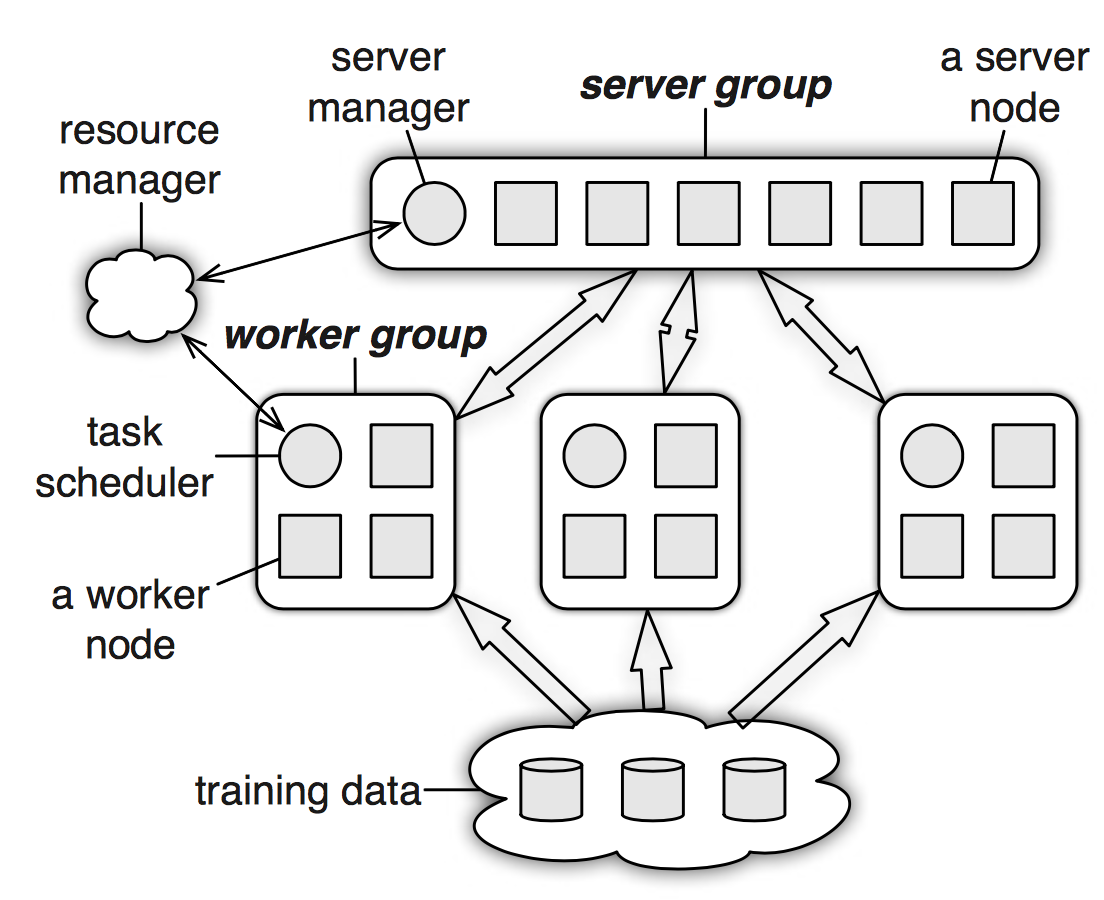 server
manager
server group
a server
node
resource
manager
worker group
task
scheduler
a worker
node
training data